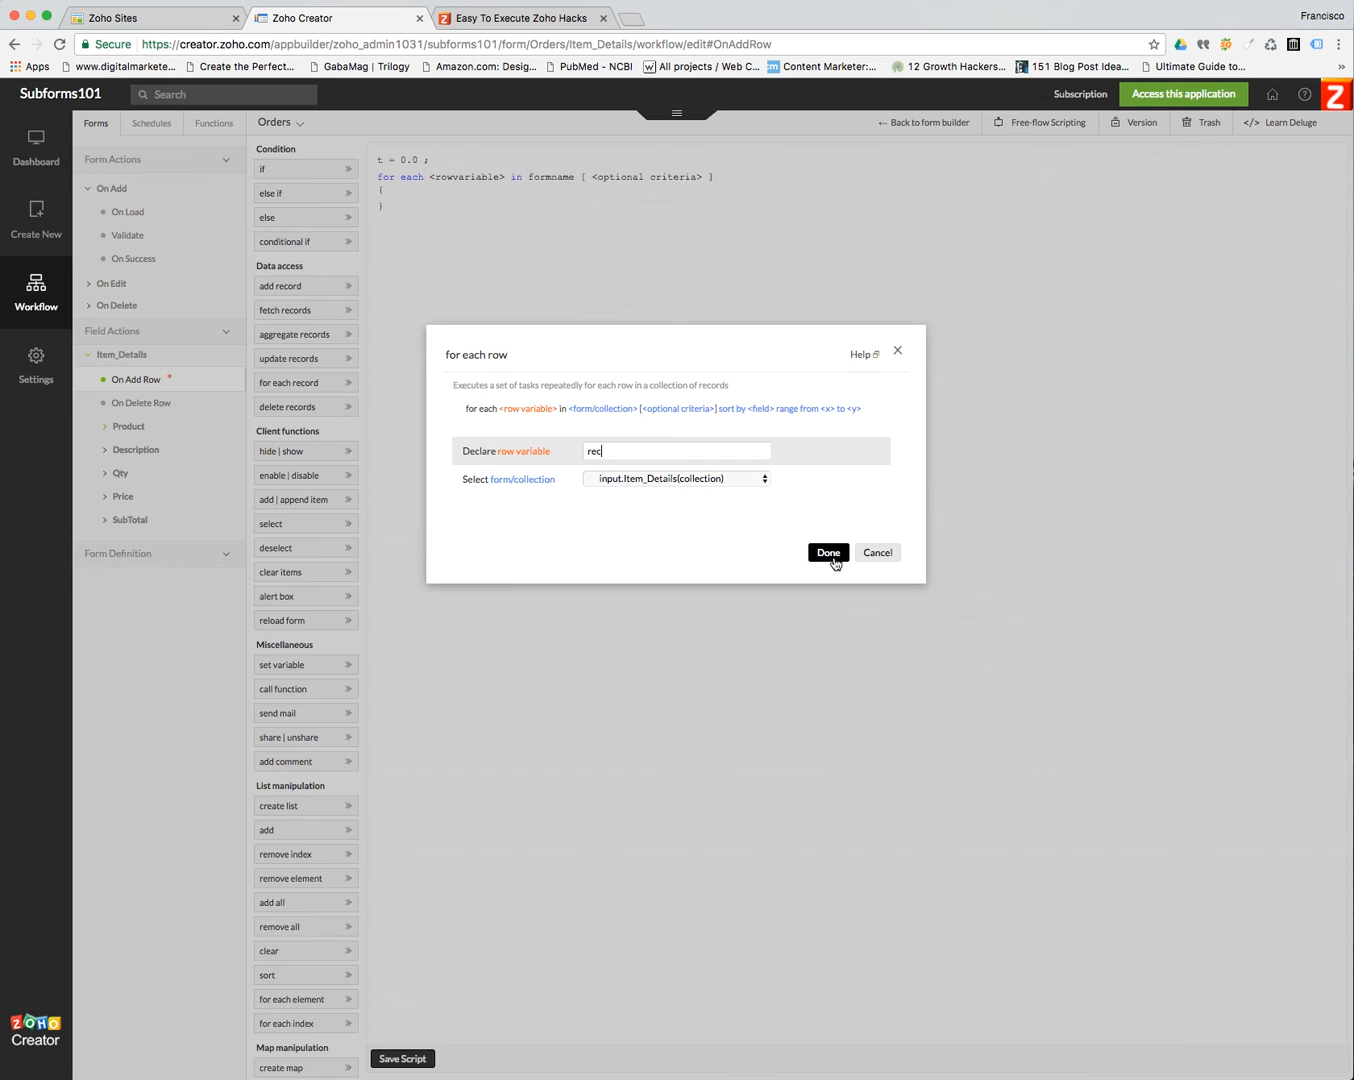 Zoho Sites
Zoho Creator
Easy To Execute Zoho Hacks
Francisco
Secure
https://creator.zoho.com/appbuilder/zoho_admin1031/subforms101/form/Orders/Item_Details/workflow/edit#OnAddRow
Apps
www.digitalmarkete...
Create the Perfect...
GabaMag | Trilogy
Amazon.com: Desig...
PubMed - NCBI
All projects / Web C...
Content Marketer:...
12 Growth Hackers...
151 Blog Post Idea...
Ultimate Guide to...
Subforms101
Search
Subscription
Access this application
Forms
Schedules
Functions
Orders
← Back to form builder
Free-flow Scripting
Version
Trash
</> Learn Deluge
Dashboard
Create New
Workflow
Settings
ZOHO
Creator
Form Actions
On Add
On Load
Validate
On Success
On Edit
On Delete
Field Actions
Item_Details
On Add Row *
On Delete Row
Product
Description
Qty
Price
SubTotal
Form Definition
Condition
if
else if
else
conditional if
Data access
add record
fetch records
aggregate records
update records
for each record
delete records
Client functions
hide | show
enable | disable
add | append item
select
deselect
clear items
alert box
reload form
Miscellaneous
set variable
call function
send mail
share | unshare
add comment
List manipulation
create list
add
remove index
remove element
add all
remove all
clear
sort
for each element
for each index
Map manipulation
create map
t = 0.0 ;
for each <rowvariable> in formname [ <optional criteria> ]
{
}
for each row
Help
Executes a set of tasks repeatedly for each row in a collection of records
for each <row variable> in <form/collection> [<optional criteria>] sort by <field> range from <x> to <y>
Declare row variable
rec
Select form/collection
input.Item_Details(collection)
Done
Cancel
Save Script